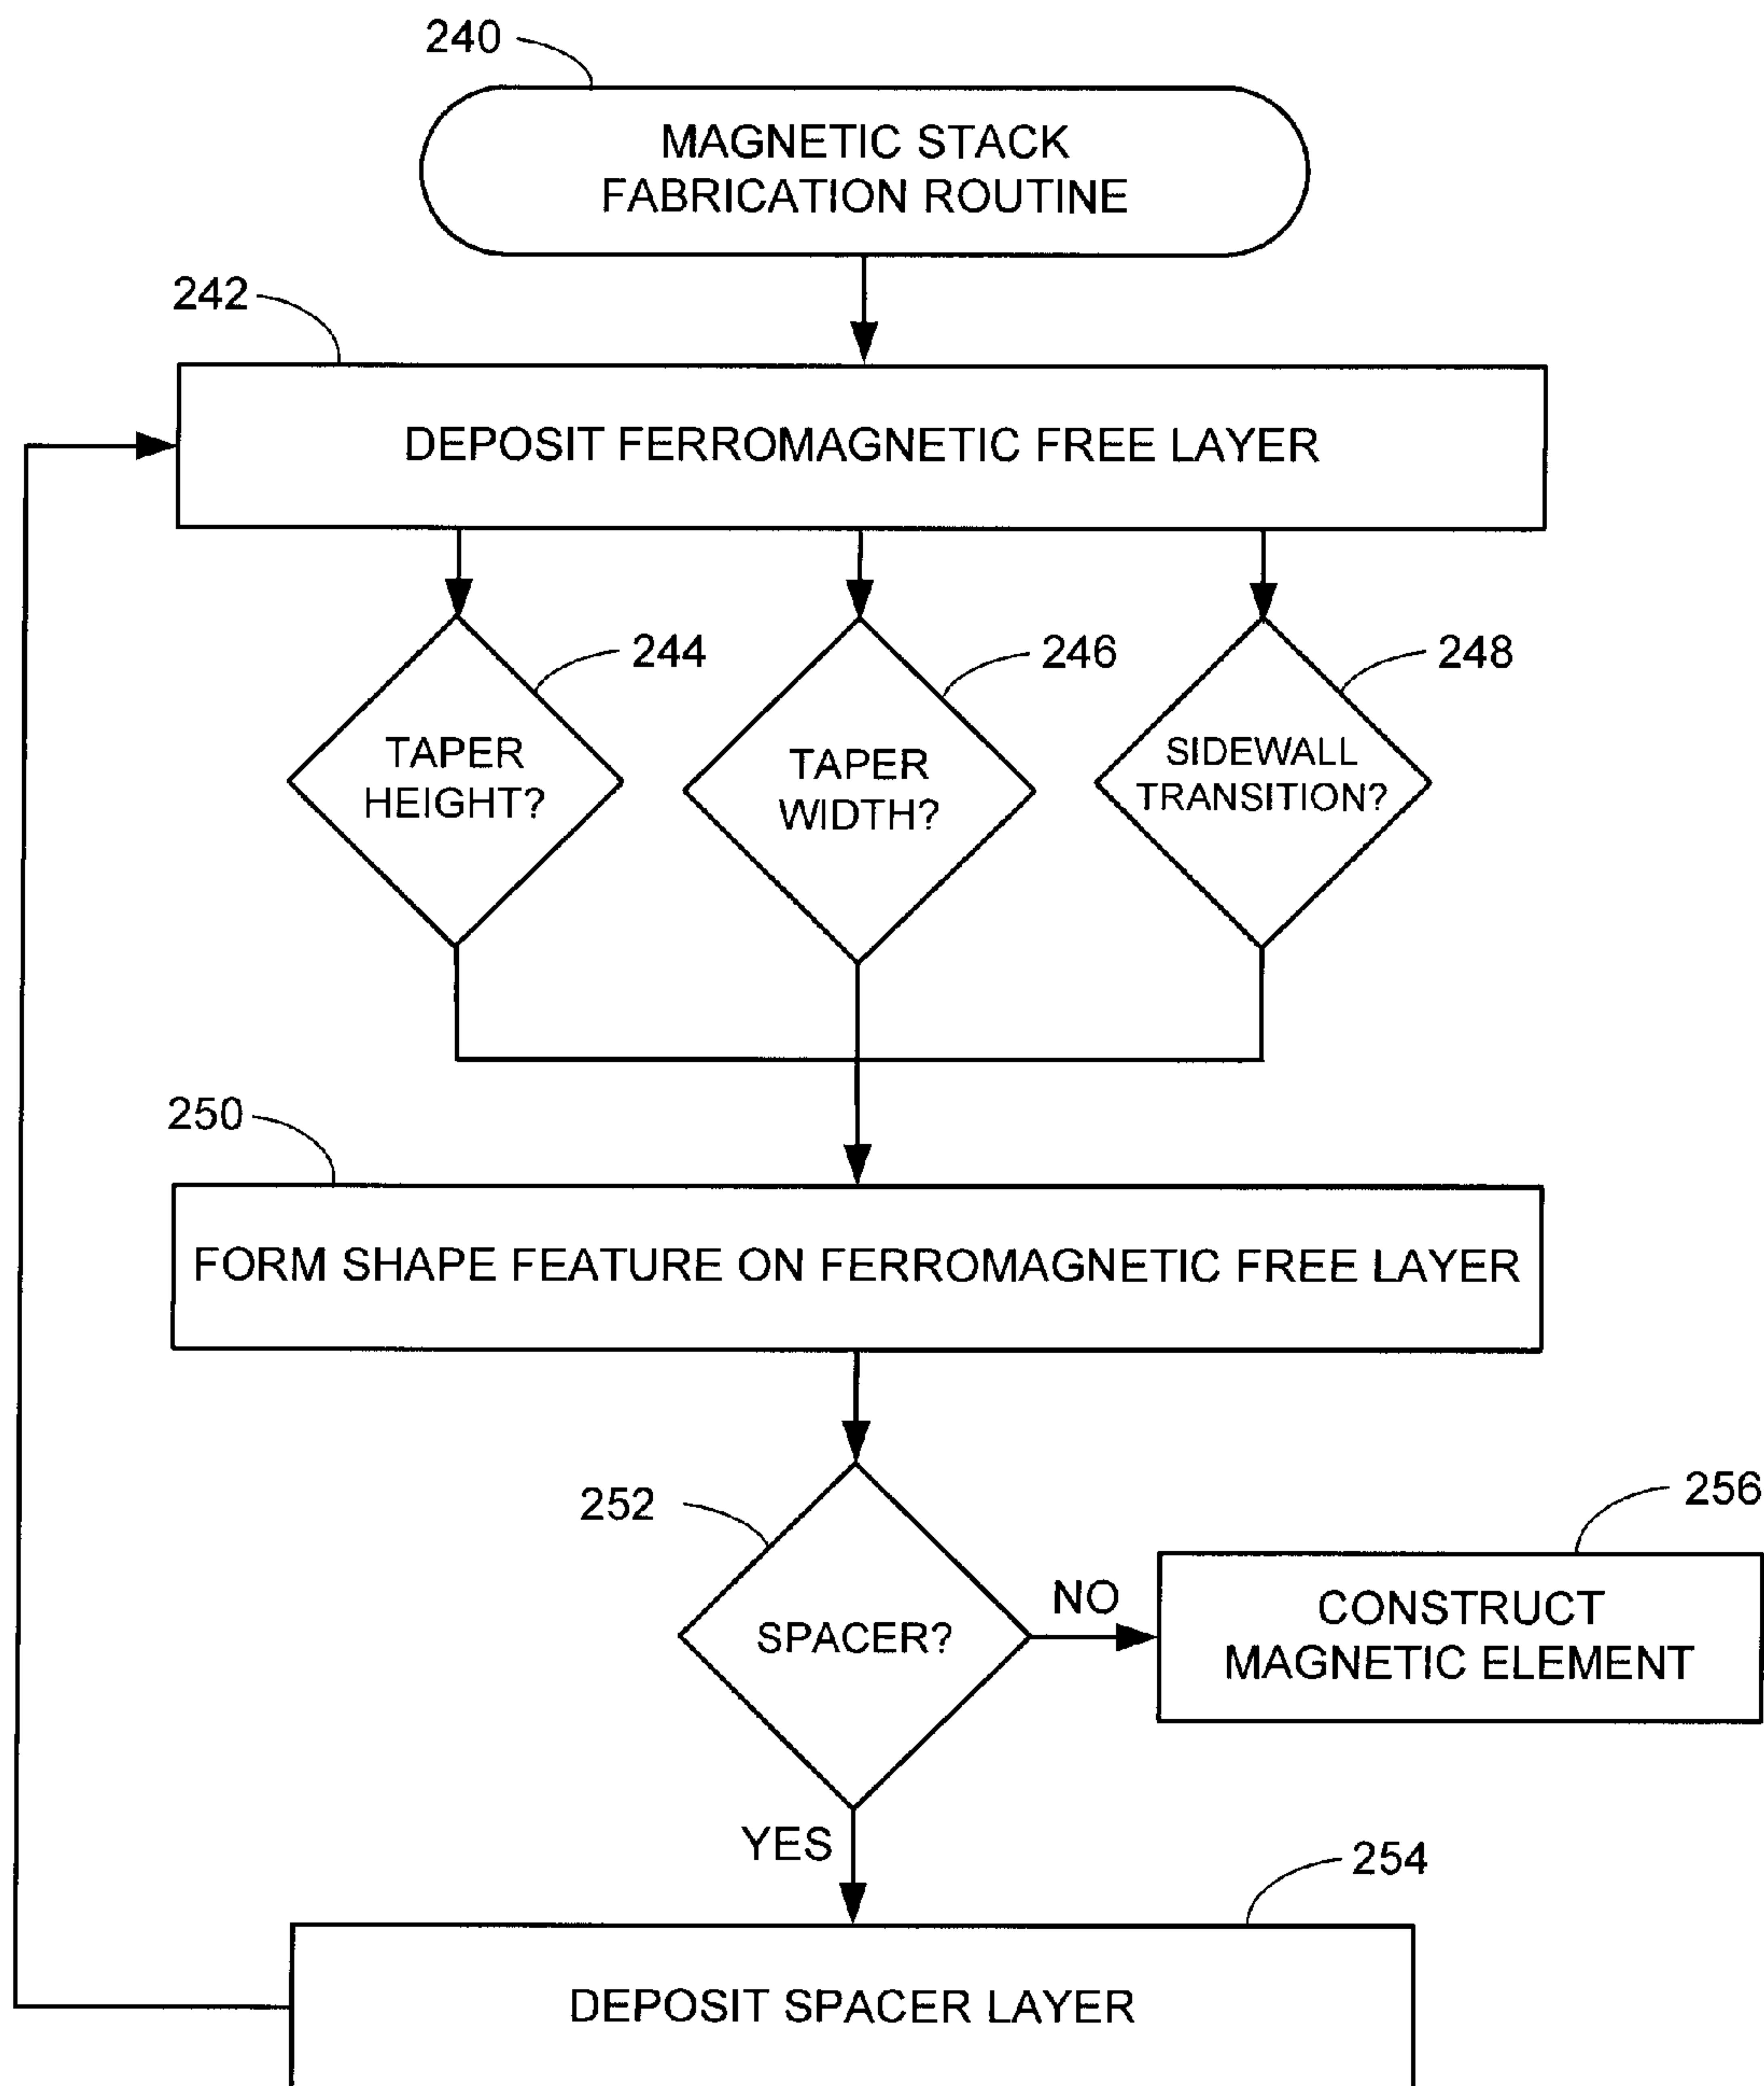 240
MAGNETIC STACK
FABRICATION ROUTINE
242
DEPOSIT FERROMAGNETIC FREE LAYER
244
TAPER
HEIGHT?
246
TAPER
WIDTH?
248
SIDEWALL
TRANSITION?
250
FORM SHAPE FEATURE ON FERROMAGNETIC FREE LAYER
252
SPACER?
NO
256
CONSTRUCT
MAGNETIC ELEMENT
YES
254
DEPOSIT SPACER LAYER